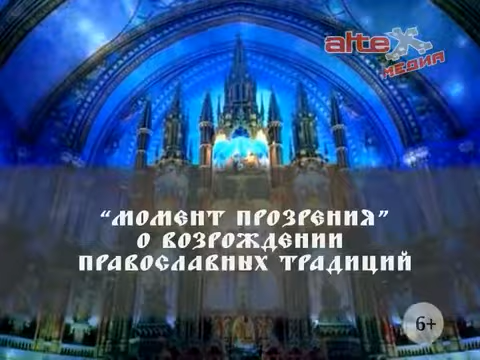 alteX
МЕДИА
“МОМЕНТ ПРОЗРЕНИЯ”
О ВОЗРОЖДЕНИИ
ПРАВОСЛАВНЫХ ТРАДИЦИЙ
6+